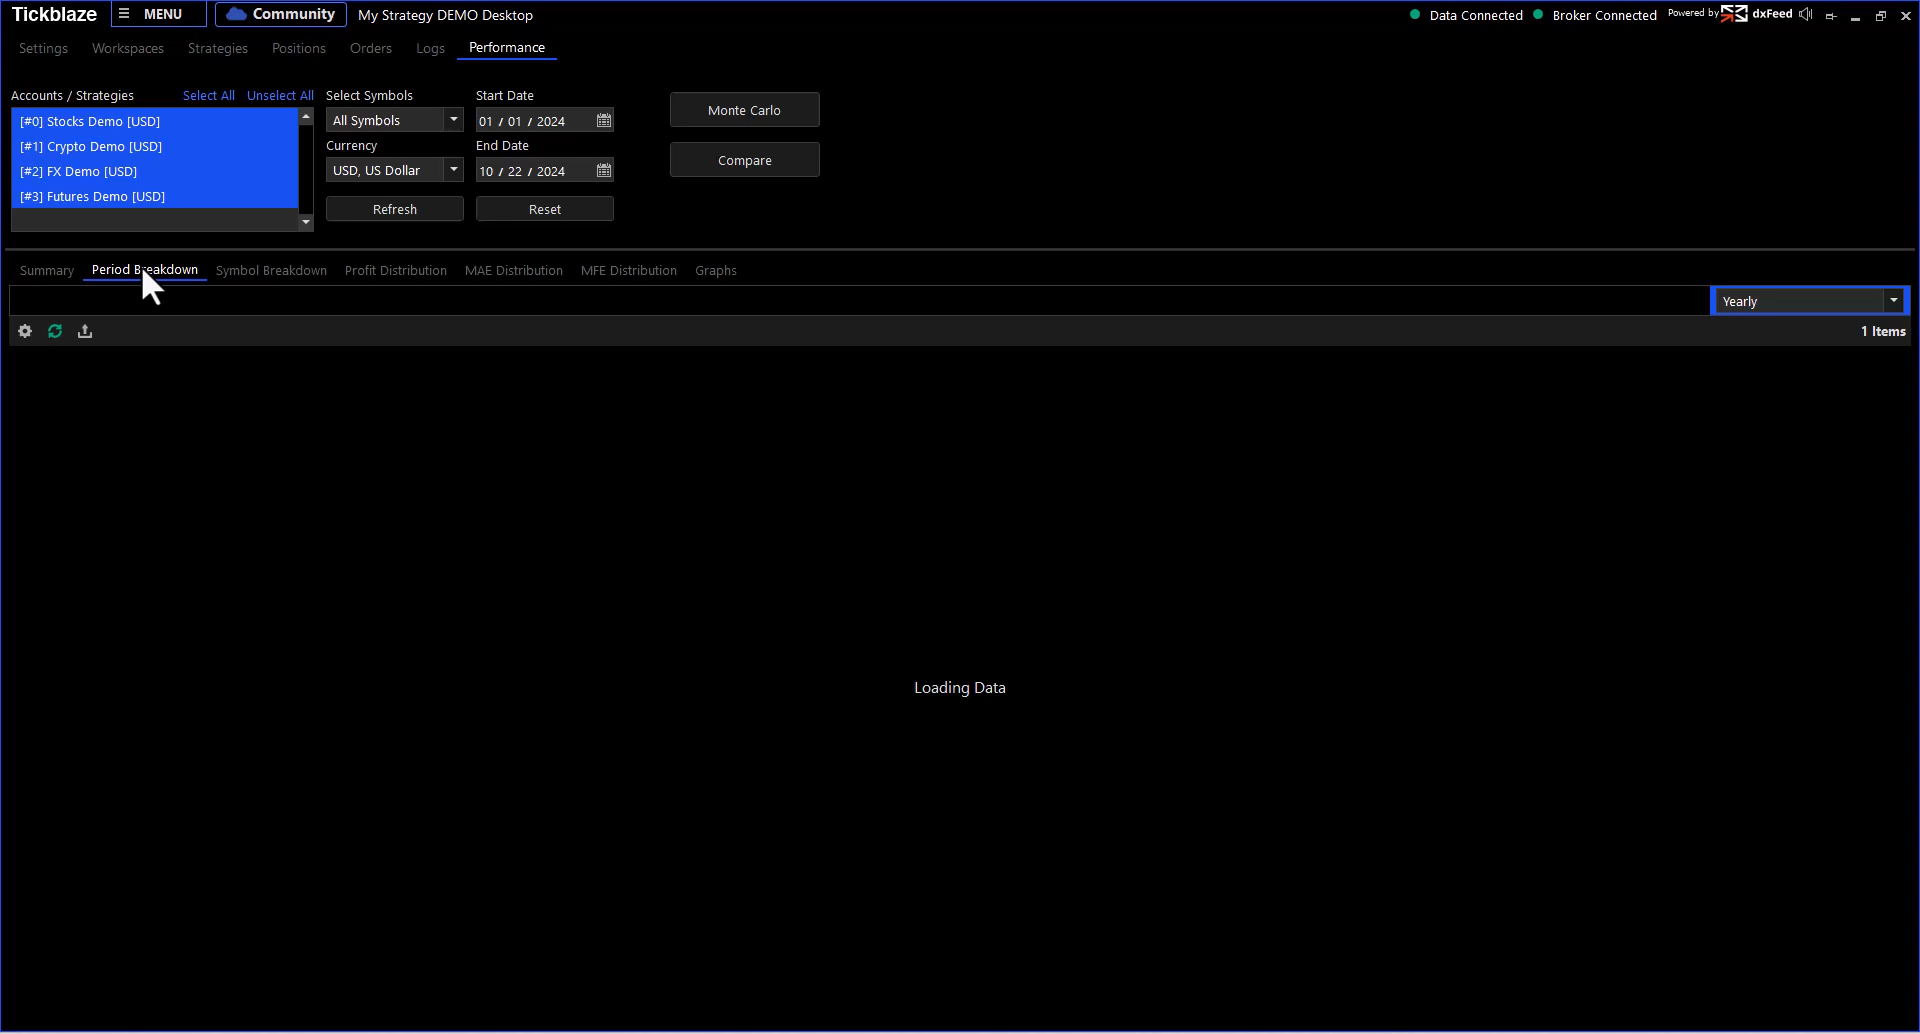 Tickblaze MENU Community My Strategy DEMO Desktop Data Connected Broker Connected Powered by dxFeed
Settings Workspaces Strategies Positions Orders Logs Performance
Accounts / Strategies Select All Unselect All Select Symbols Start Date
[#0] Stocks Demo [USD] All Symbols 01 / 01 / 2024 Monte Carlo
[#1] Crypto Demo [USD] Currency End Date
[#2] FX Demo [USD] USD, US Dollar 10 / 22 / 2024 Compare
[#3] Futures Demo [USD] Refresh Reset
Summary Period Breakdown Symbol Breakdown Profit Distribution MAE Distribution MFE Distribution Graphs
Yearly
1 Items
Loading Data